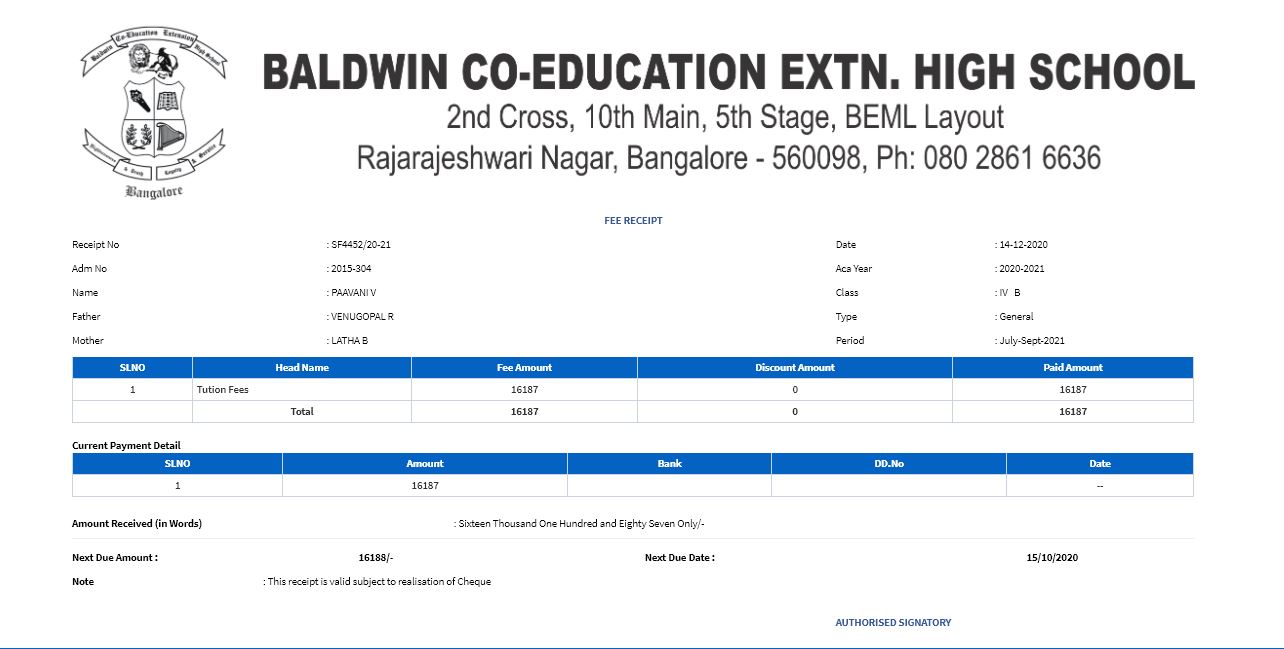 Baldwin Co-Education Extension High School
Bangalore
BALDWIN CO-EDUCATION EXTN. HIGH SCHOOL
2nd Cross, 10th Main, 5th Stage, BEML Layout
Rajarajeshwari Nagar, Bangalore - 560098, Ph: 080 2861 6636
FEE RECEIPT
Receipt No : SF4452/20-21 Date : 14-12-2020
Adm No : 2015-304 Aca Year : 2020-2021
Name : PAAVANI V Class : IV B
Father : VENUGOPAL R Type : General
Mother : LATHA B Period : July-Sept-2021
SLNO Head Name Fee Amount Discount Amount Paid Amount
1 Tution Fees 16187 0 16187
Total 16187 0 16187
Current Payment Detail
SLNO Amount Bank DD.No Date
1 16187 --
Amount Received (in Words) : Sixteen Thousand One Hundred and Eighty Seven Only/-
Next Due Amount : 16188/- Next Due Date : 15/10/2020
Note : This receipt is valid subject to realisation of Cheque
AUTHORISED SIGNATORY